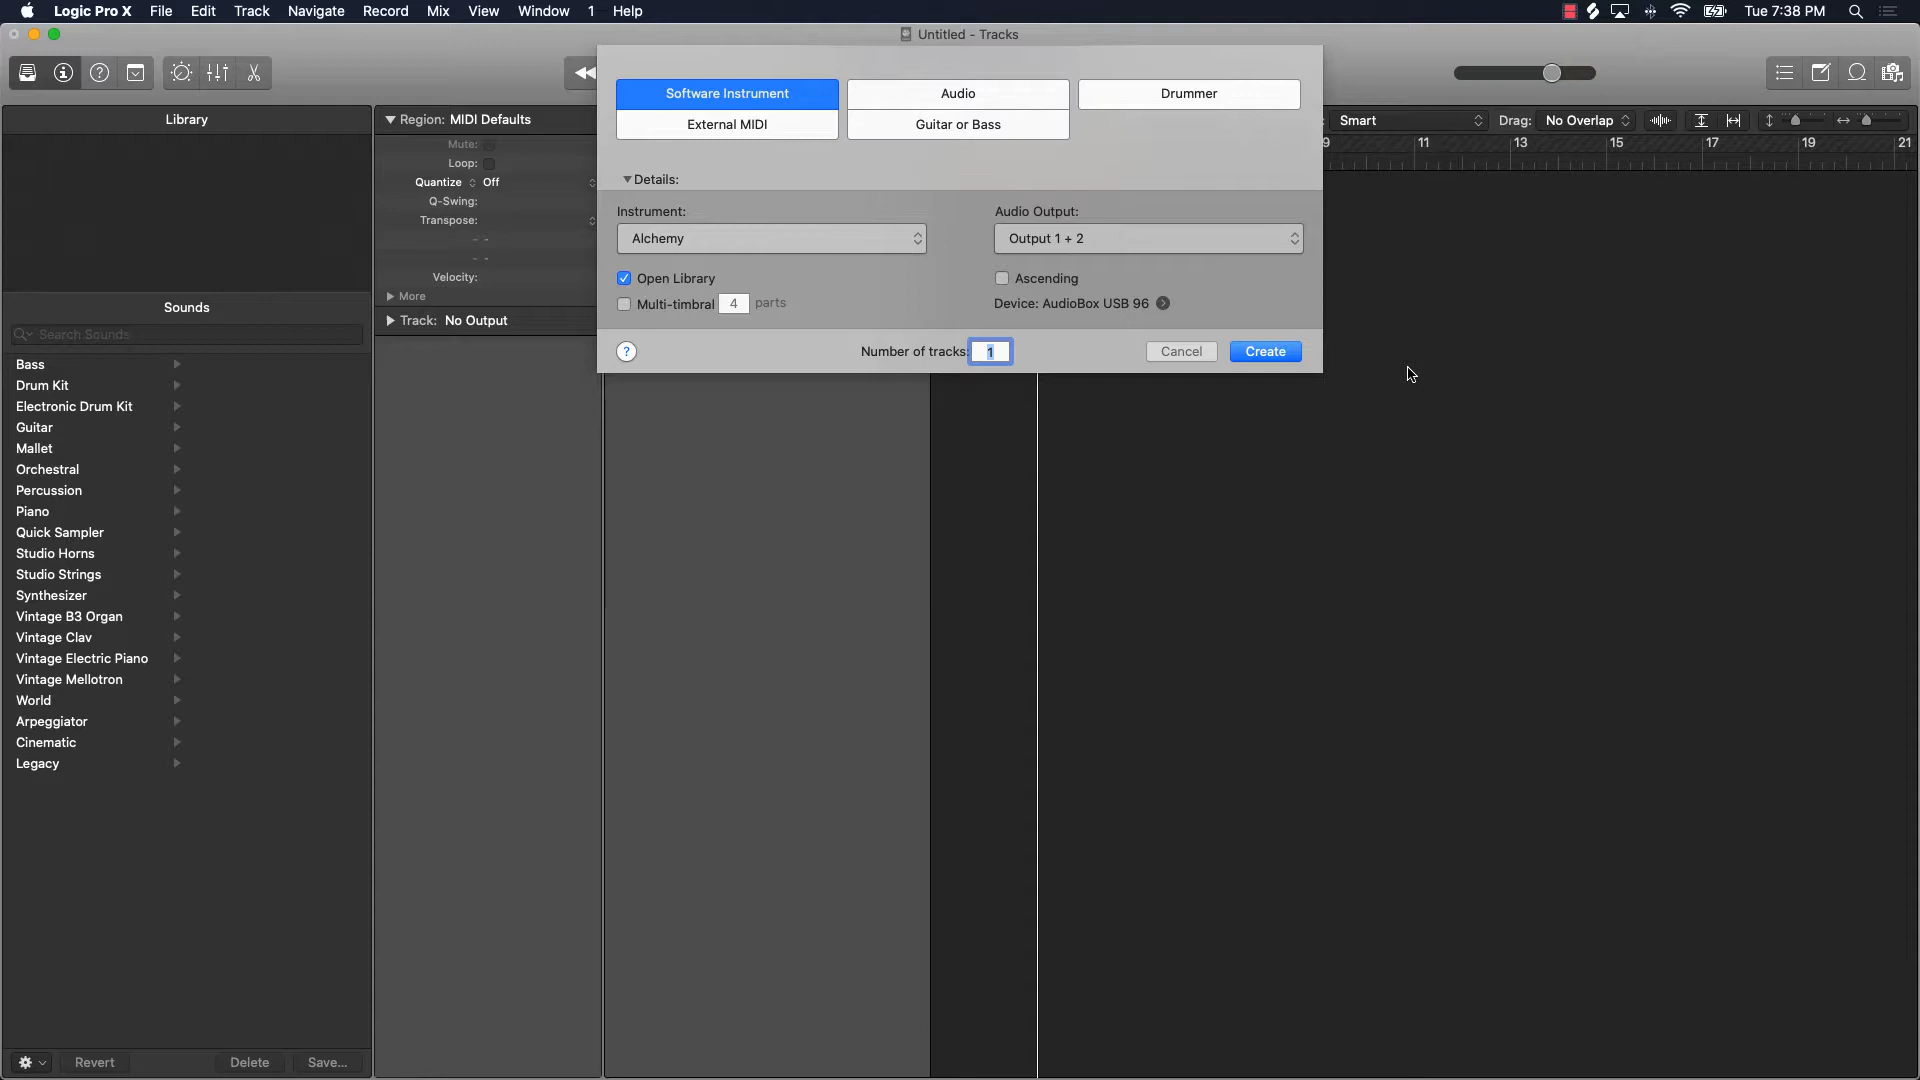 Logic Pro X File Edit Track Navigate Record Mix View Window 1 Help Tue 7:38 PM
Untitled - Tracks
Software Instrument Audio Drummer
External MIDI Guitar or Bass
Library
Region: MIDI Defaults
Smart Drag: No Overlap
9 11 13 15 17 19 21
Mute:
Loop:
Quantize Off
Q-Swing:
Transpose:
Velocity:
More
Track: No Output
Details:
Instrument: Audio Output:
Alchemy Output 1 + 2
Open Library Ascending
Multi-timbral 4 parts Device: AudioBox USB 96
? Number of tracks: 1 Cancel Create
Sounds
Search Sounds
Bass
Drum Kit
Electronic Drum Kit
Guitar
Mallet
Orchestral
Percussion
Piano
Quick Sampler
Studio Horns
Studio Strings
Synthesizer
Vintage B3 Organ
Vintage Clav
Vintage Electric Piano
Vintage Mellotron
World
Arpeggiator
Cinematic
Legacy
Revert Delete Save...